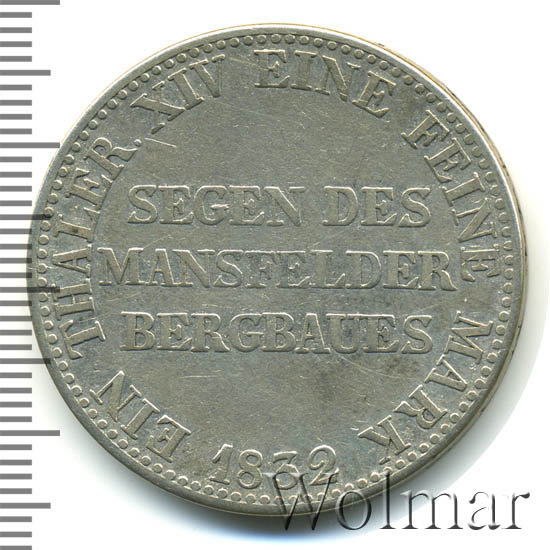 EIN THALER. XIV EINE FEINE MARK
SEGEN DES
MANSFELDER
BERGBAUES
1832
Wolmar